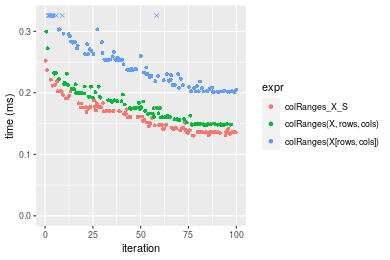 0.3
0.2
0.1
0.0
time (ms)
0
25
50
75
100
iteration
expr
colRanges_X_S
colRanges(X, rows, cols)
colRanges(X[rows, cols])